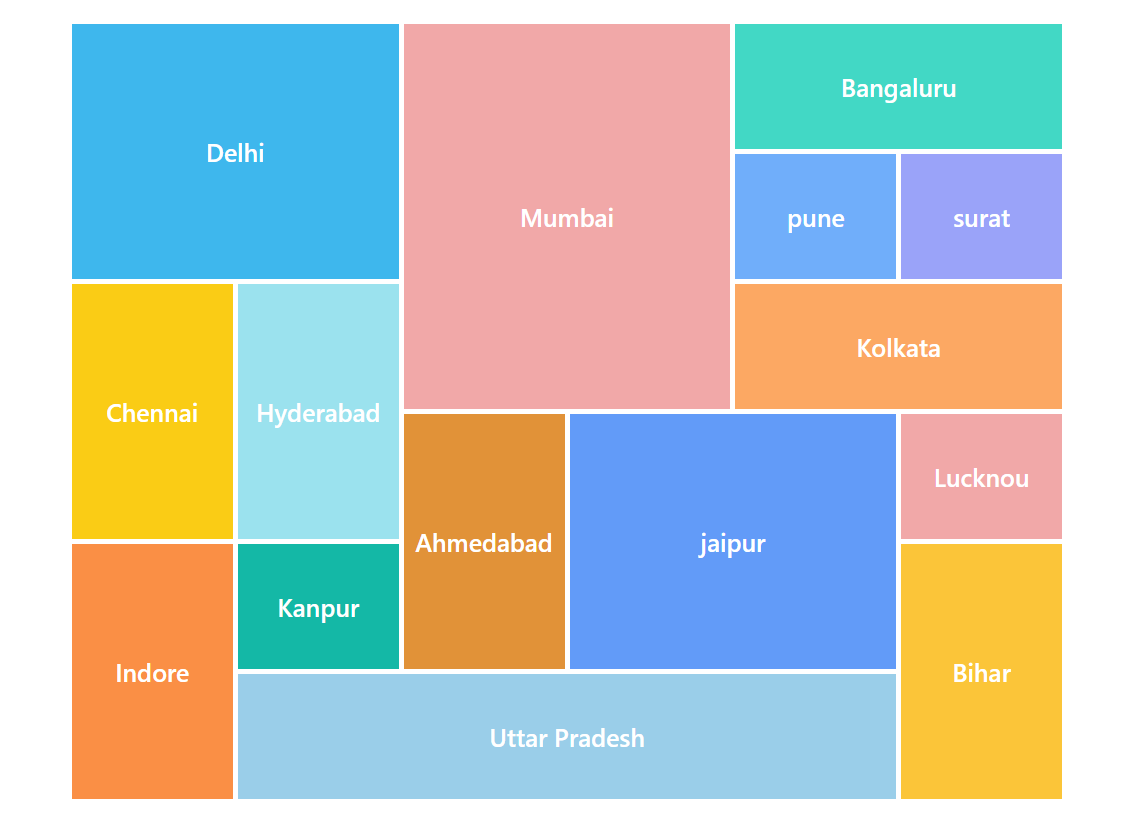 Delhi
Mumbai
Bangaluru
pune
surat
Kolkata
Chennai
Hyderabad
Ahmedabad
jaipur
Lucknou
Kanpur
Indore
Bihar
Uttar Pradesh